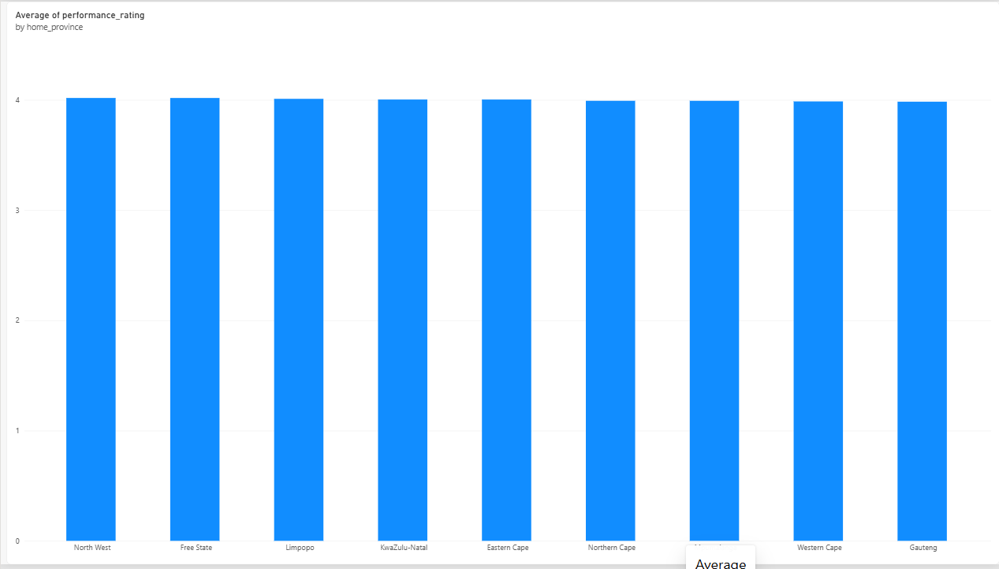 Average of performance_rating
by home_province
4
3
2
1
0
North West
Free State
Limpopo
KwaZulu-Natal
Eastern Cape
Northern Cape
Western Cape
Gauteng
Average